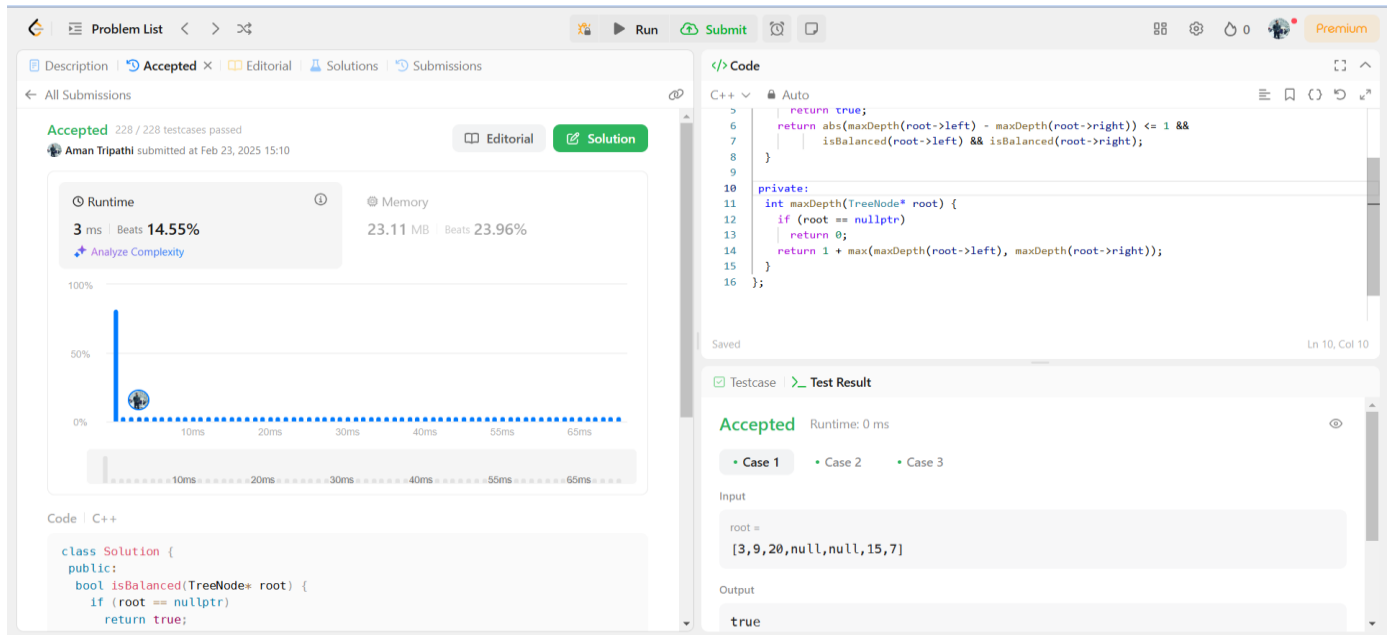 Problem List
Run
Submit
0
Premium
Description
Accepted
Editorial
Solutions
Submissions
All Submissions
Accepted 228 / 228 testcases passed
Aman Tripathi submitted at Feb 23, 2025 15:10
Editorial
Solution
Runtime
3 ms Beats 14.55%
Analyze Complexity
Memory
23.11 MB Beats 23.96%
100%
50%
0%
10ms 20ms 30ms 40ms 55ms 65ms
10ms 20ms 30ms 40ms 55ms 65ms
Code C++
class Solution {
public:
bool isBalanced(TreeNode* root) {
if (root == nullptr)
return true;
</> Code
C++ Auto
5 return true;
6 return abs(maxDepth(root->left) - maxDepth(root->right)) <= 1 &&
7 isBalanced(root->left) && isBalanced(root->right);
8 }
9
10 private:
11 int maxDepth(TreeNode* root) {
12 if (root == nullptr)
13 return 0;
14 return 1 + max(maxDepth(root->left), maxDepth(root->right));
15 }
16 };
Saved
Ln 10, Col 10
Testcase
Test Result
Accepted Runtime: 0 ms
• Case 1 • Case 2 • Case 3
Input
root =
[3,9,20,null,null,15,7]
Output
true